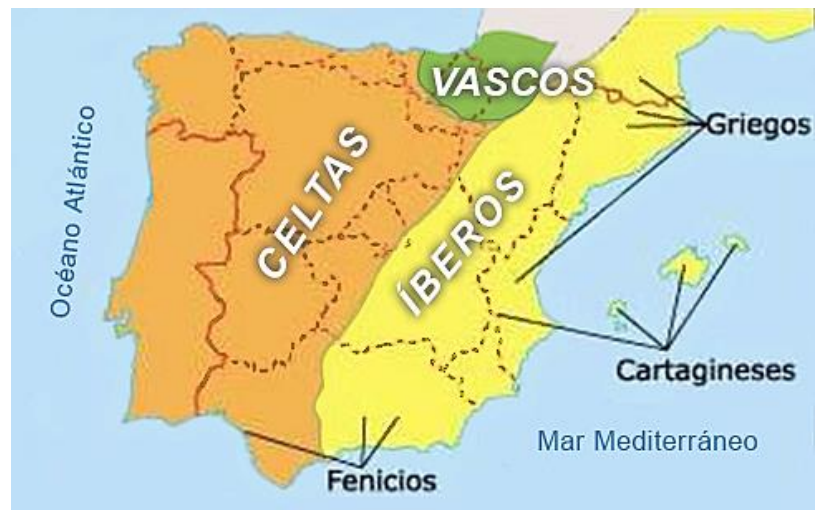 VASCOS
Griegos
Océano Atlántico
CELTAS
ÍBEROS
Cartagineses
Mar Mediterráneo
Fenicios